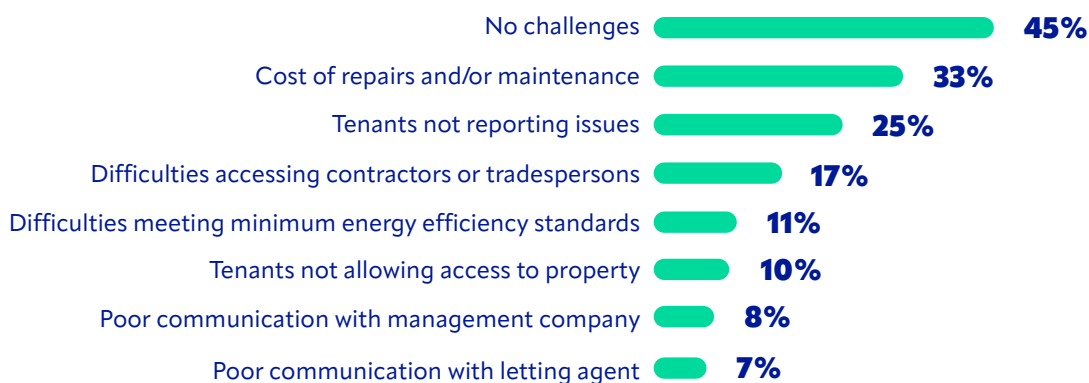 No challenges 45%
Cost of repairs and/or maintenance 33%
Tenants not reporting issues 25%
Difficulties accessing contractors or tradespersons 17%
Difficulties meeting minimum energy efficiency standards 11%
Tenants not allowing access to property 10%
Poor communication with management company 8%
Poor communication with letting agent 7%